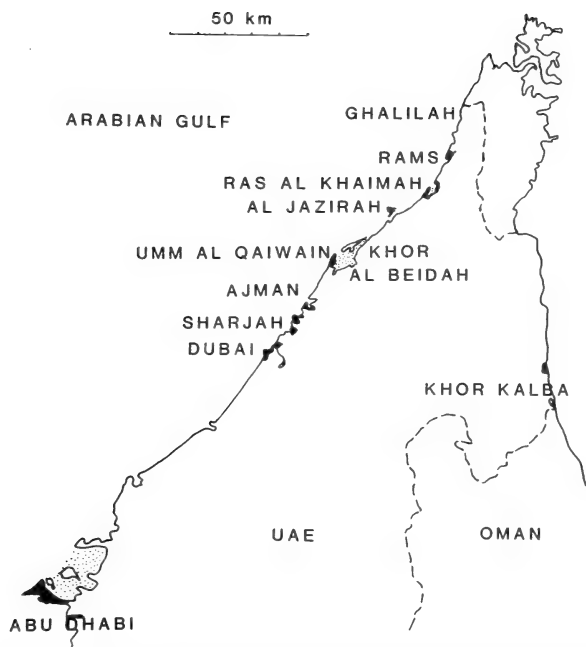 50 km
ARABIAN GULF
GHALILAH
RAMS
RAS AL KHAIMAH
AL JAZIRAH
UMM AL QAIWAIN
KHOR
AL BEIDAH
AJMAN
SHARJAH
DUBAI
KHOR KALBA
UAE
OMAN
ABU DHABI